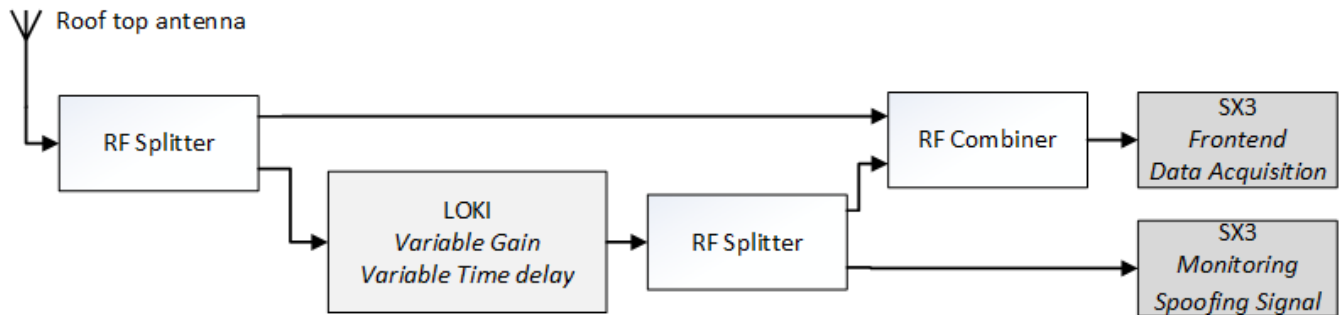 Roof top antenna
RF Splitter
RF Combiner
SX3
Frontend
Data Acquisition
LOKI
Variable Gain
Variable Time delay
RF Splitter
SX3
Monitoring
Spoofing Signal